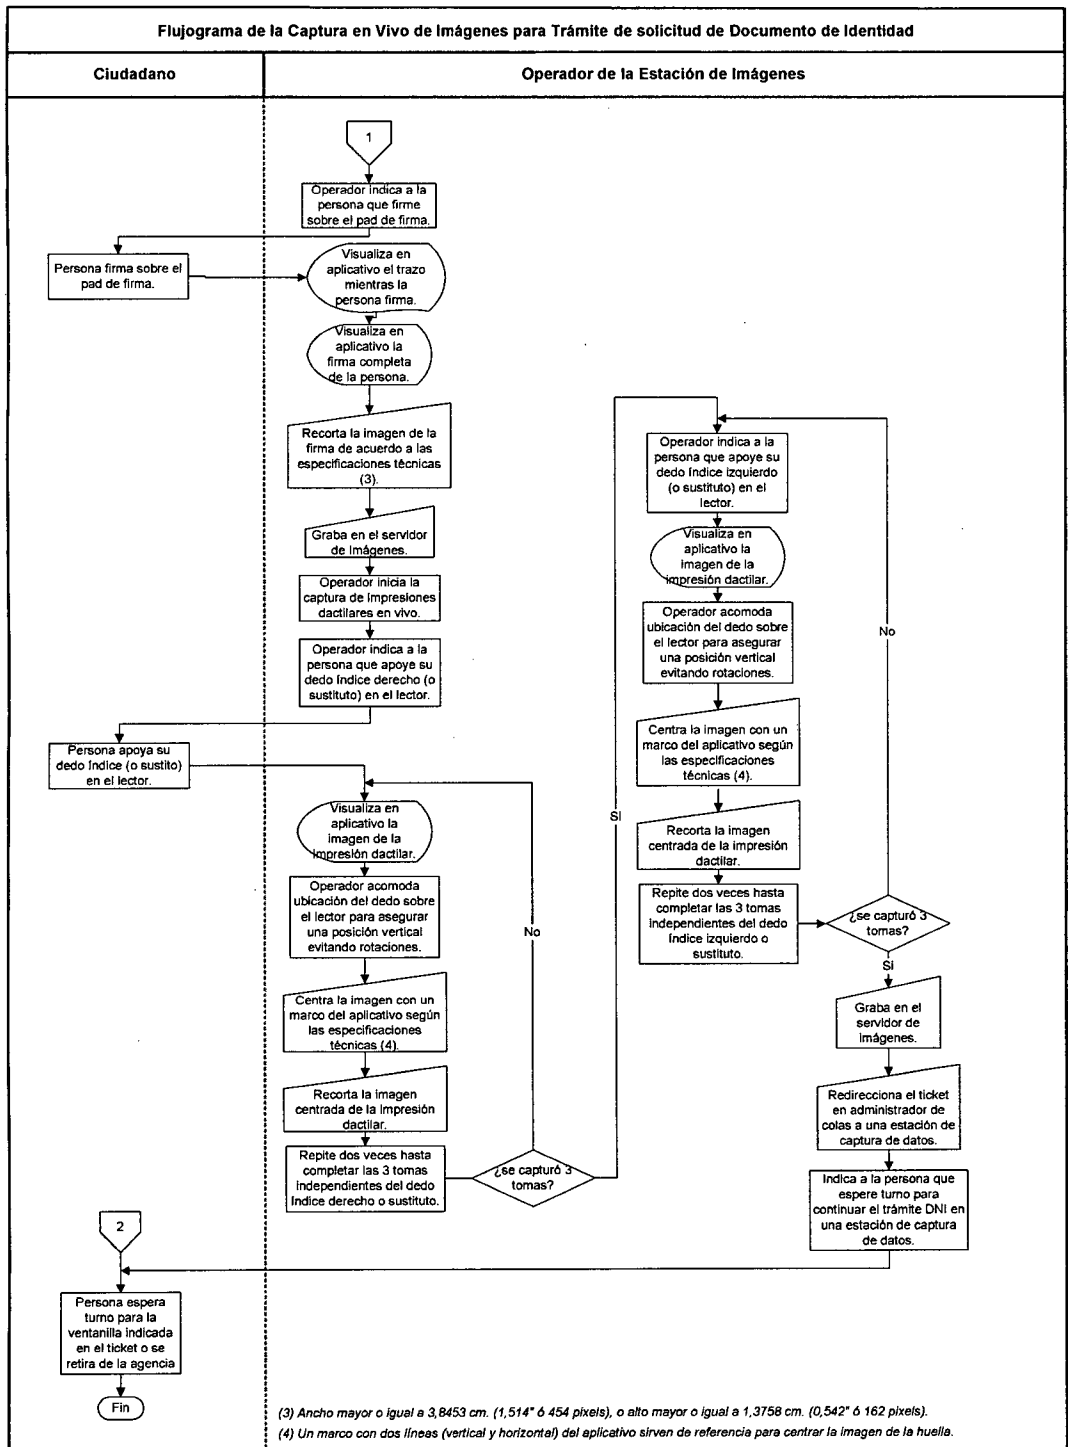 Flujograma de la Captura en Vivo de Imágenes para Trámite de solicitud de Documento de Identidad
Ciudadano
Operador de la Estación de Imágenes
1
Operador indica a la
persona que firme
sobre el pad de firma.
Persona firma sobre el
pad de firma.
Visualiza en
aplicativo el trazo
mientras la
persona firma.
Visualiza en
aplicativo la
firma completa
de la persona.
Recorta la imagen de la
firma de acuerdo a las
especificaciones técnicas
(3).
Graba en el servidor
de Imágenes.
Operador inicia la
captura de impresiones
dactilares en vivo.
Operador indica a la
persona que apoye su
dedo índice derecho (o
sustituto) en el lector.
Persona apoya su
dedo índice (o sustito)
en el lector.
Visualiza en
aplicativo la
imagen de la
impresión dactilar.
Operador acomoda
ubicación del dedo sobre
el lector para asegurar
una posición vertical
evitando rotaciones.
Centra la imagen con un
marco del aplicativo según
las especificaciones
técnicas (4).
Recorta la imagen
centrada de la impresión
dactilar.
Repite dos veces hasta
completar las 3 tomas
independientes del dedo
índice derecho o sustituto.
¿se capturó 3
tomas?
No
SI
Operador indica a la
persona que apoye su
dedo índice izquierdo
(o sustituto) en el
lector.
Visualiza en
aplicativo la
imagen de la
impresión dactilar.
Operador acomoda
ubicación del dedo sobre
el lector para asegurar
una posición vertical
evitando rotaciones.
Centra la imagen con un
marco del aplicativo según
las especificaciones
técnicas (4).
Recorta la imagen
centrada de la impresión
dactilar.
Repite dos veces hasta
completar las 3 tomas
independientes del dedo
índice izquierdo o
sustituto.
¿se capturó 3
tomas?
No
Si
Graba en el
servidor de
imágenes.
Redirecciona el ticket
en administrador de
colas a una estación de
captura de datos.
Indica a la persona que
espere turno para
continuar el trámite DNI en
una estación de captura
de datos.
2
Persona espera
turno para la
ventanilla indicada
en el ticket o se
retira de la agencia
Fin
(3) Ancho mayor o igual a 3,8453 cm. (1,514" ó 454 pixels), o alto mayor o igual a 1,3758 cm. (0,542" ó 162 pixels).
(4) Un marco con dos líneas (vertical y horizontal) del aplicativo sirven de referencia para centrar la imagen de la huella.